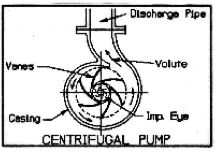 Discharge Pipe
Vanes
Volute
Casing
Imp. Eye
CENTRIFUGAL PUMP